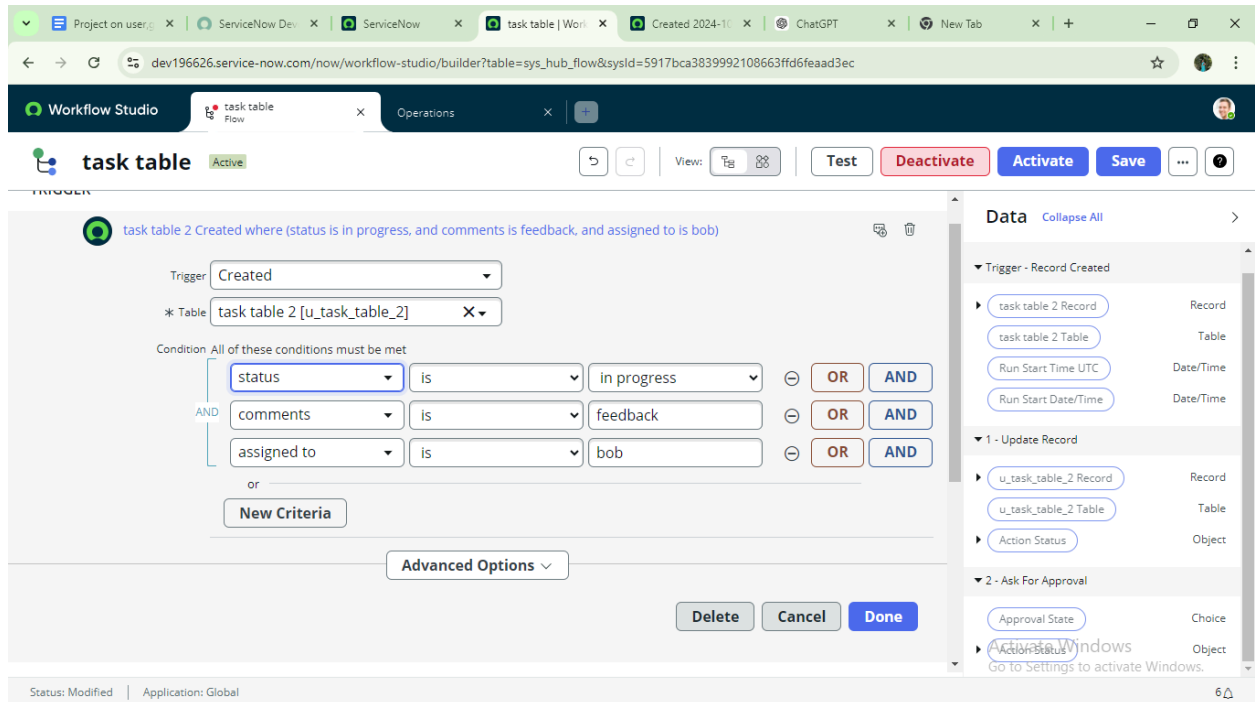 Project on user,g
ServiceNow Dev
ServiceNow
task table | Work
Created 2024-10
ChatGPT
New Tab
dev196626.service-now.com/now/workflow-studio/builder?table=sys_hub_flow&sysId=5917bca3839992108663ffd6feaad3ec
Workflow Studio
task table
Flow
Operations
task table
Active
View:
Test
Deactivate
Activate
Save
TRIGGER
task table 2 Created where (status is in progress, and comments is feedback, and assigned to is bob)
Trigger
Created
* Table
task table 2 [u_task_table_2]
Condition All of these conditions must be met
status
is
in progress
OR
AND
AND
comments
is
feedback
OR
AND
assigned to
is
bob
OR
AND
or
New Criteria
Advanced Options
Delete
Cancel
Done
Data
Collapse All
Trigger - Record Created
task table 2 Record
Record
task table 2 Table
Table
Run Start Time UTC
Date/Time
Run Start Date/Time
Date/Time
1 - Update Record
u_task_table_2 Record
Record
u_task_table_2 Table
Table
Action Status
Object
2 - Ask For Approval
Approval State
Choice
Action Status
Object
Activate Windows
Go to Settings to activate Windows.
Status: Modified
Application: Global
6